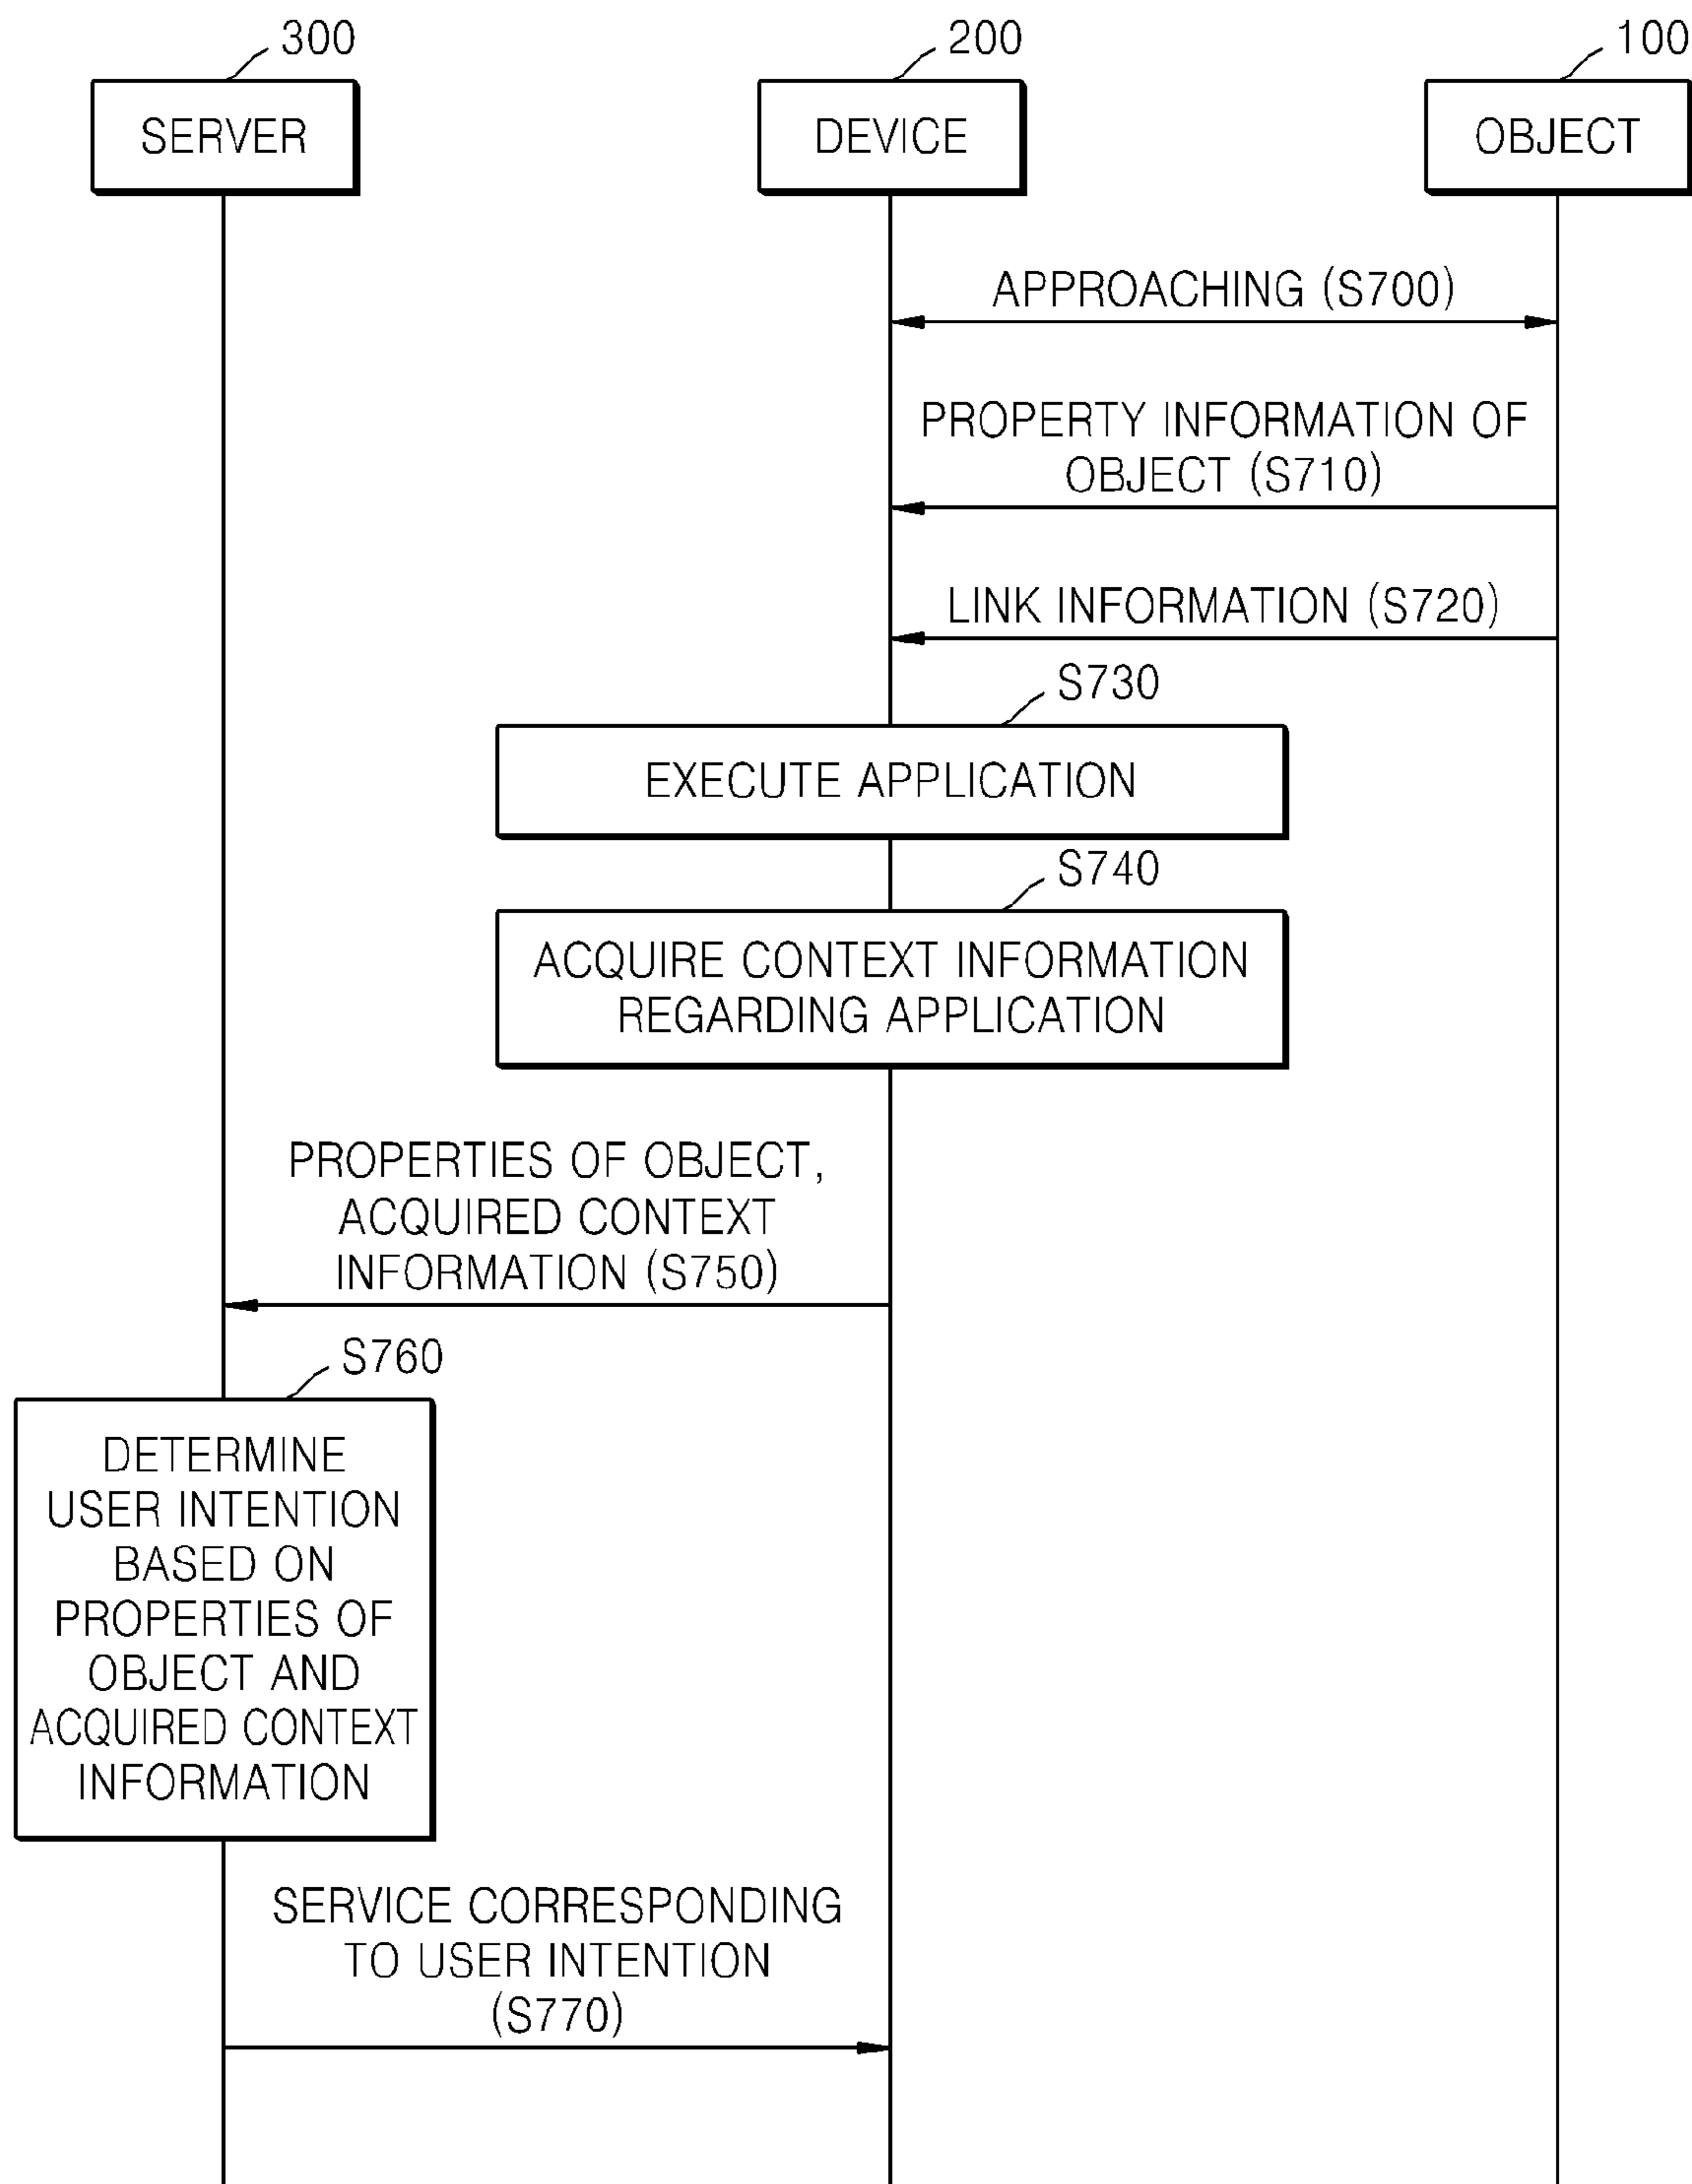 300
200
100
SERVER
DEVICE
OBJECT
APPROACHING (S700)
PROPERTY INFORMATION OF
OBJECT (S710)
LINK INFORMATION (S720)
S730
EXECUTE APPLICATION
S740
ACQUIRE CONTEXT INFORMATION
REGARDING APPLICATION
PROPERTIES OF OBJECT,
ACQUIRED CONTEXT
INFORMATION (S750)
S760
DETERMINE
USER INTENTION
BASED ON
PROPERTIES OF
OBJECT AND
ACQUIRED CONTEXT
INFORMATION
SERVICE CORRESPONDING
TO USER INTENTION
(S770)